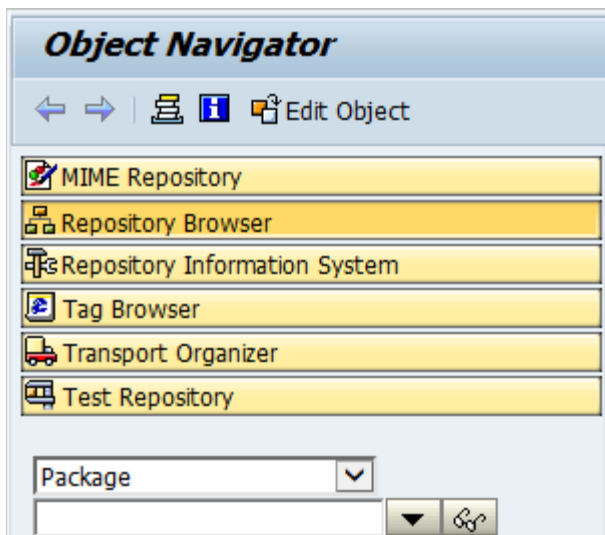 Object Navigator
Edit Object
MIME Repository
Repository Browser
Repository Information System
Tag Browser
Transport Organizer
Test Repository
Package